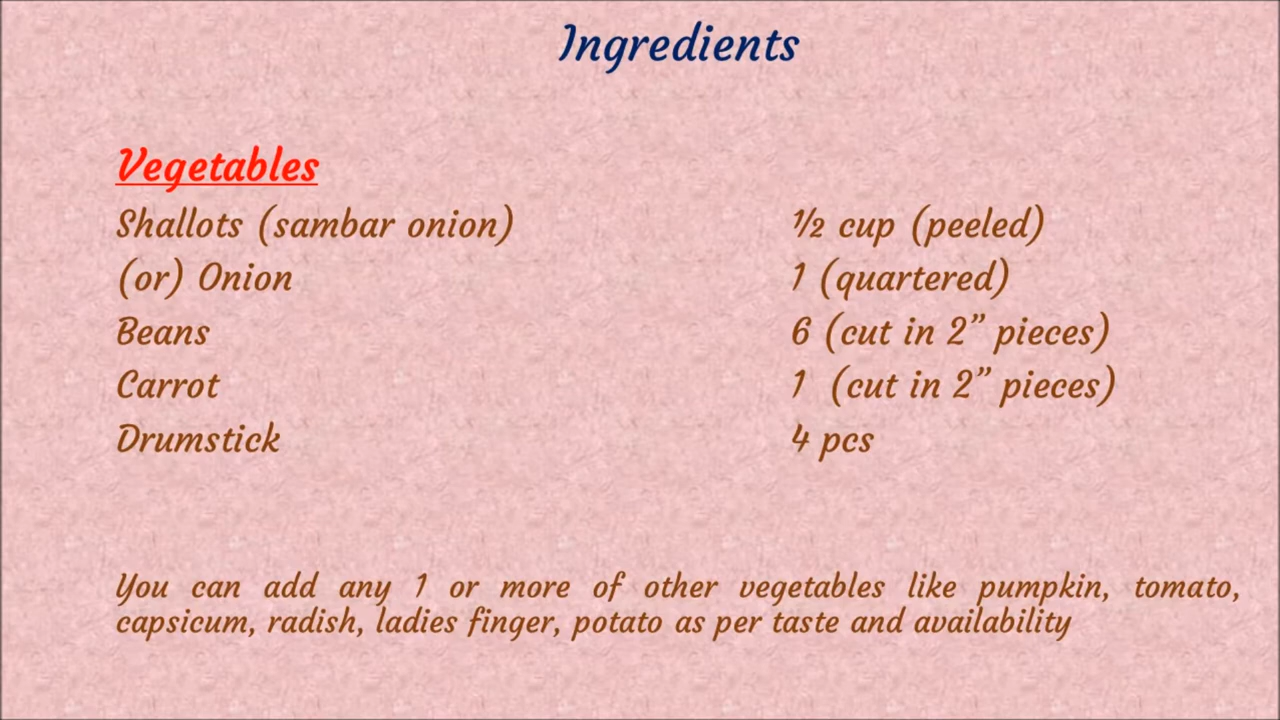 Ingredients
Vegetables
Shallots (sambar onion) ½ cup (peeled)
(or) Onion 1 (quartered)
Beans 6 (cut in 2” pieces)
Carrot 1 (cut in 2” pieces)
Drumstick 4 pcs
You can add any 1 or more of other vegetables like pumpkin, tomato,
capsicum, radish, ladies finger, potato as per taste and availability